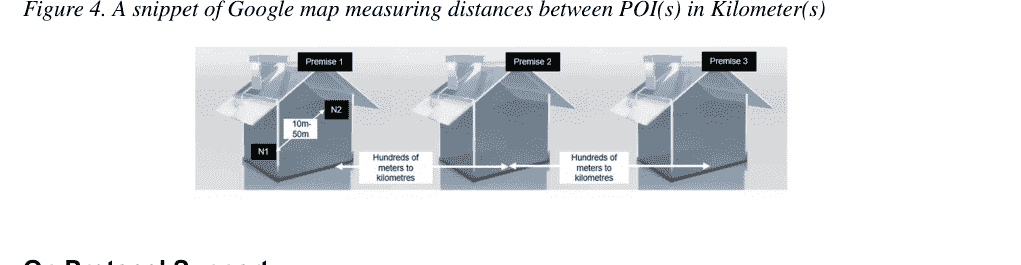 Figure 4. A snippet of Google map measuring distances between POI(s) in Kilometer(s)
Premise 1
Premise 2
Premise 3
N2
10m-
50m
N1
Hundreds of
meters to
kilometres
Hundreds of
meters to
kilometres